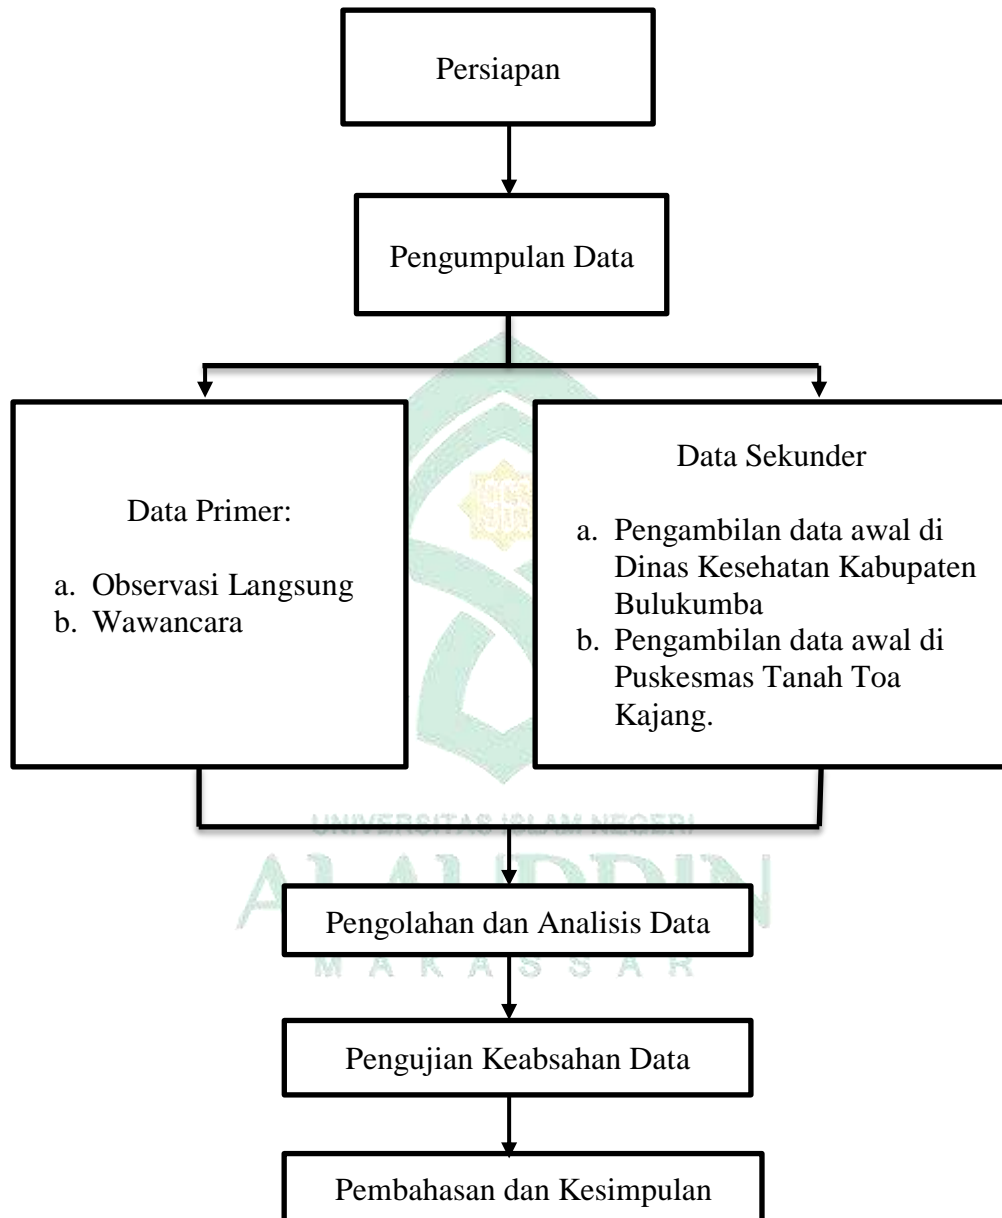 Persiapan
Pengumpulan Data
Data Primer:
a. Observasi Langsung
b. Wawancara
Data Sekunder
a. Pengambilan data awal di
Dinas Kesehatan Kabupaten
Bulukumba
b. Pengambilan data awal di
Puskesmas Tanah Toa
Kajang.
UNIVERSITAS ISLAM NEGERI
ALAUDDIN
Pengolahan dan Analisis Data
MAKASSAR
Pengujian Keabsahan Data
Pembahasan dan Kesimpulan